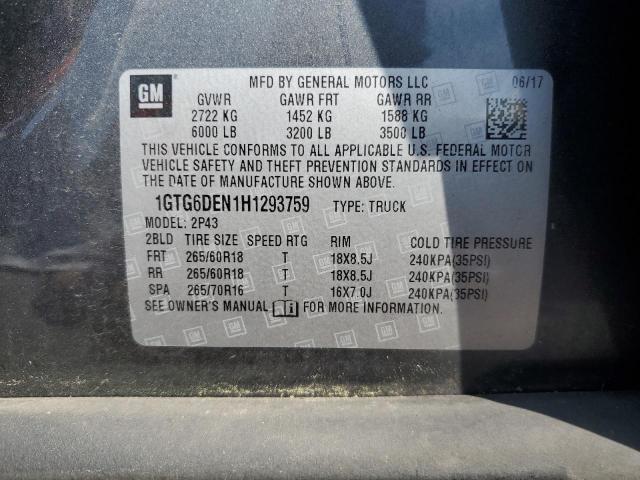 MFD BY GENERAL MOTORS LLC 06/17
GM
GVWR GAWR FRT GAWR RR
2722 KG 1452 KG 1588 KG
6000 LB 3200 LB 3500 LB
THIS VEHICLE CONFORMS TO ALL APPLICABLE U.S. FEDERAL MOTOR
VEHICLE SAFETY AND THEFT PREVENTION STANDARDS IN EFFECT ON
THE DATE OF MANUFACTURE SHOWN ABOVE.
1GTG6DEN1H1293759 TYPE: TRUCK
MODEL: 2P43
2BLD TIRE SIZE SPEED RTG RIM COLD TIRE PRESSURE
FRT 265/60R18 T 18X8.5J 240KPA(35PSI)
RR 265/60R18 T 18X8.5J 240KPA(35PSI)
SPA 265/70R16 T 16X7.0J 240KPA(35PSI)
SEE OWNER'S MANUAL FOR MORE INFORMATION.